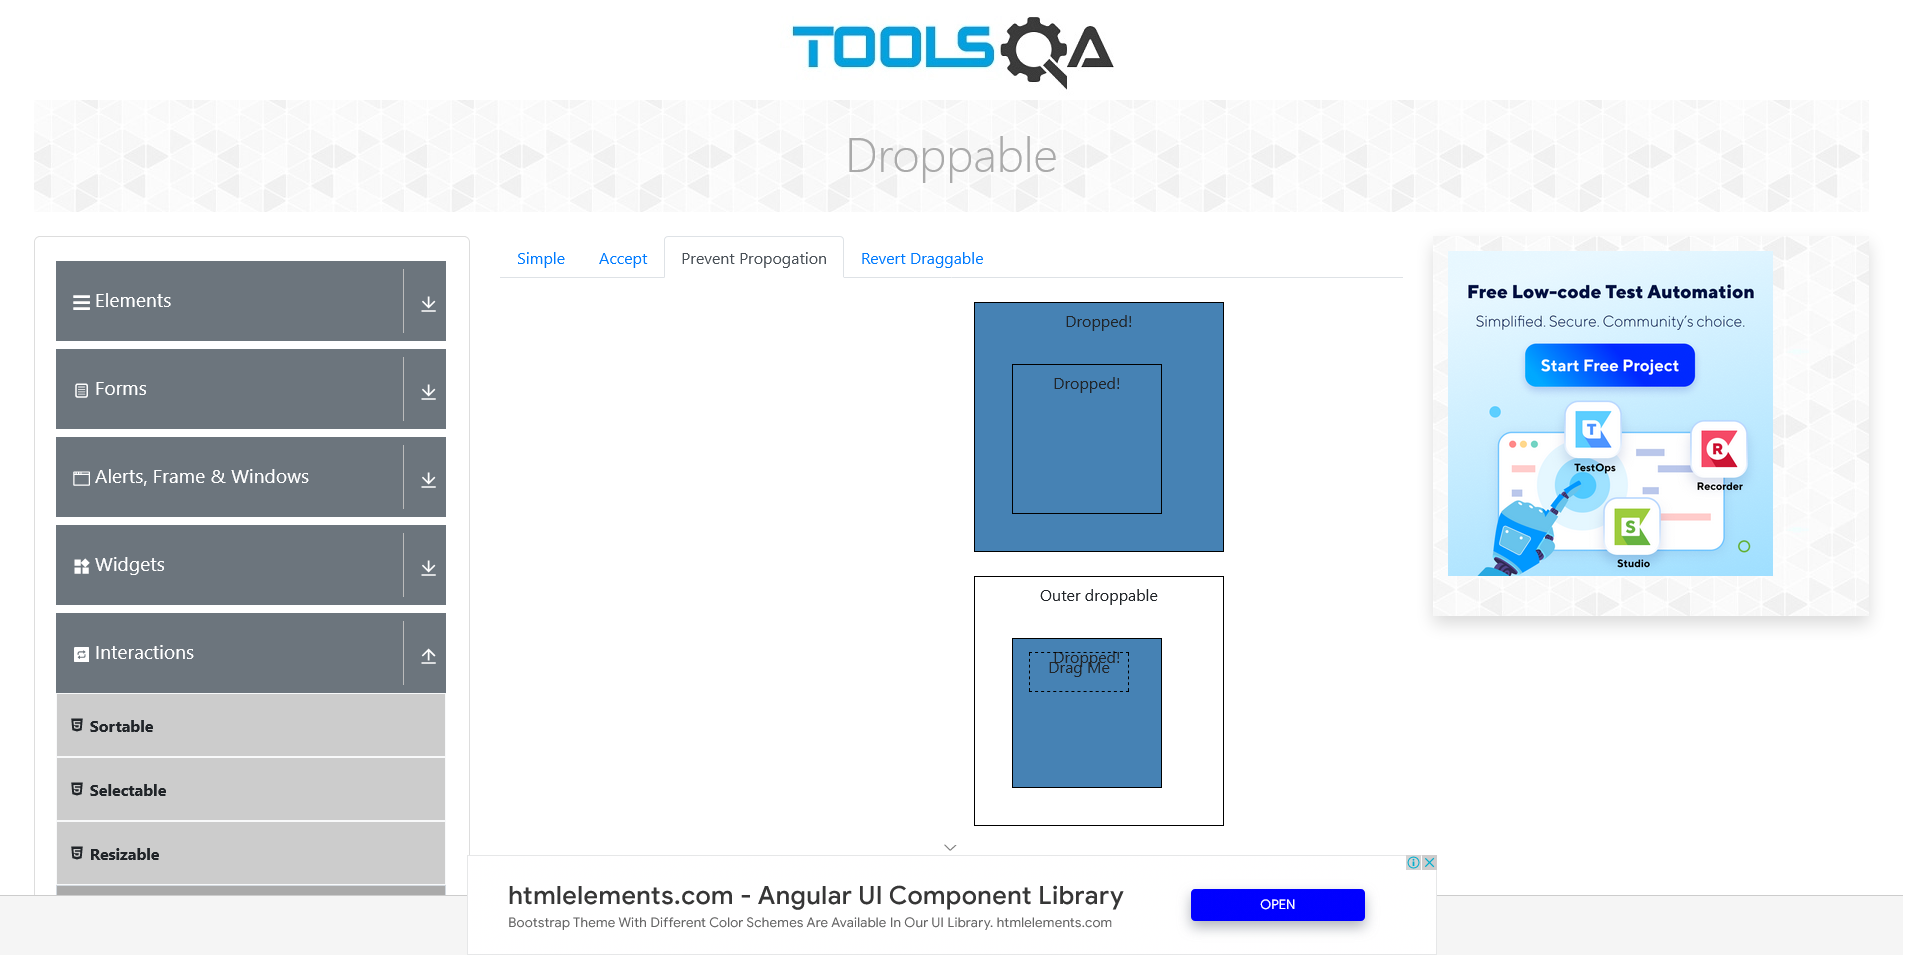 TOOLSQA
Droppable
Elements
Forms
Alerts, Frame & Windows
Widgets
Interactions
Sortable
Selectable
Resizable
Simple
Accept
Prevent Propogation
Revert Draggable
Dropped!
Dropped!
Outer droppable
Dropped!
Drag Me
Free Low-code Test Automation
Simplified. Secure. Community's choice.
Start Free Project
T
TestOps
R
Recorder
S
Studio
htmlelements.com - Angular UI Component Library
Bootstrap Theme With Different Color Schemes Are Available In Our UI Library. htmlelements.com
OPEN